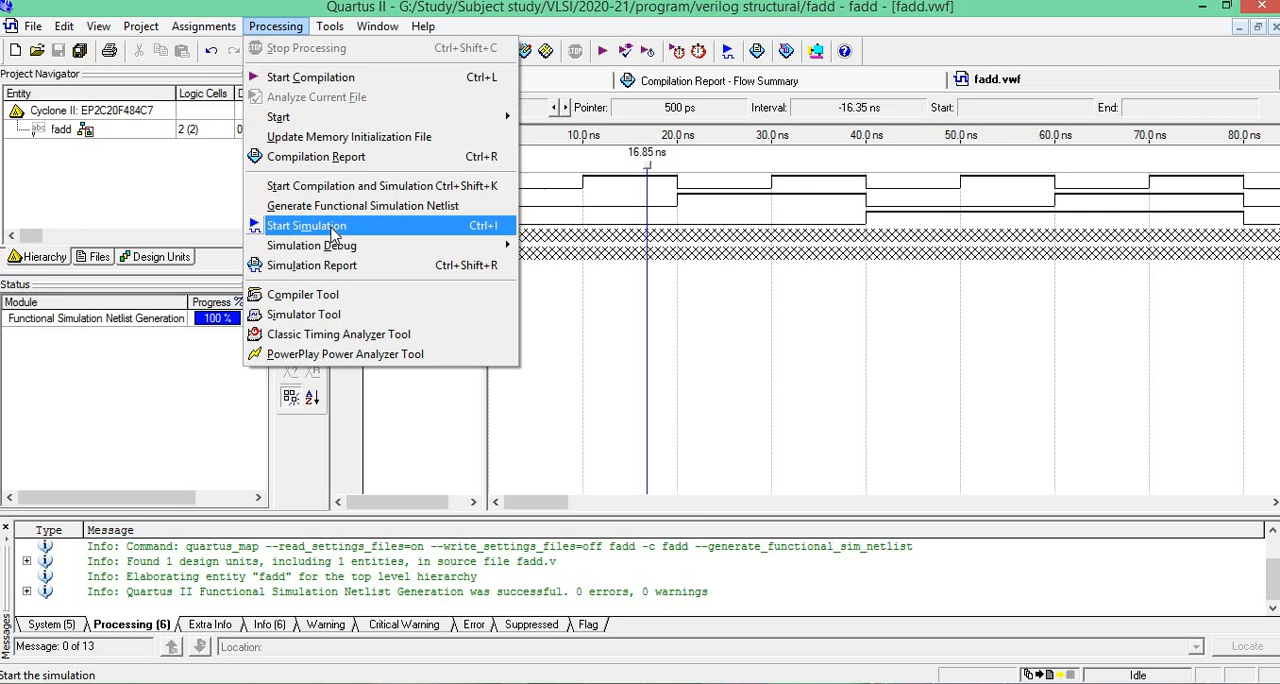 Quartus II - G:/Study/Subject study/VLSI/2020-21/program/verilog structural/fadd - fadd - [fadd.vwf]
File Edit View Project Assignments Processing Tools Window Help
Stop Processing Ctrl+Shift+C
Start Compilation Ctrl+L
Analyze Current File
Start
Update Memory Initialization File
Compilation Report Ctrl+R
Start Compilation and Simulation Ctrl+Shift+K
Generate Functional Simulation Netlist
Start Simulation Ctrl+I
Simulation Debug
Simulation Report Ctrl+Shift+R
Compiler Tool
Simulator Tool
Classic Timing Analyzer Tool
PowerPlay Power Analyzer Tool
Project Navigator
Entity Logic Cells
Cyclone II: EP2C20F484C7
fadd 2 (2) 0
Hierarchy Files Design Units
Status
Module Progress %
Functional Simulation Netlist Generation 100 %
Compilation Report - Flow Summary fadd.vwf
Pointer: 500 ps Interval: -16.35 ns Start: End:
10.0 ns 20.0 ns 30.0 ns 40.0 ns 50.0 ns 60.0 ns 70.0 ns 80.0 ns
16.85 ns
Type Message
Info: Command: quartus_map --read_settings_files=on --write_settings_files=off fadd -c fadd --generate_functional_sim_netlist
Info: Found 1 design units, including 1 entities, in source file fadd.v
Info: Elaborating entity "fadd" for the top level hierarchy
Info: Quartus II Functional Simulation Netlist Generation was successful. 0 errors, 0 warnings
System (5) Processing (6) Extra Info Info (6) Warning Critical Warning Error Suppressed Flag
Messages
Message: 0 of 13 Location: Locate
Start the simulation Idle